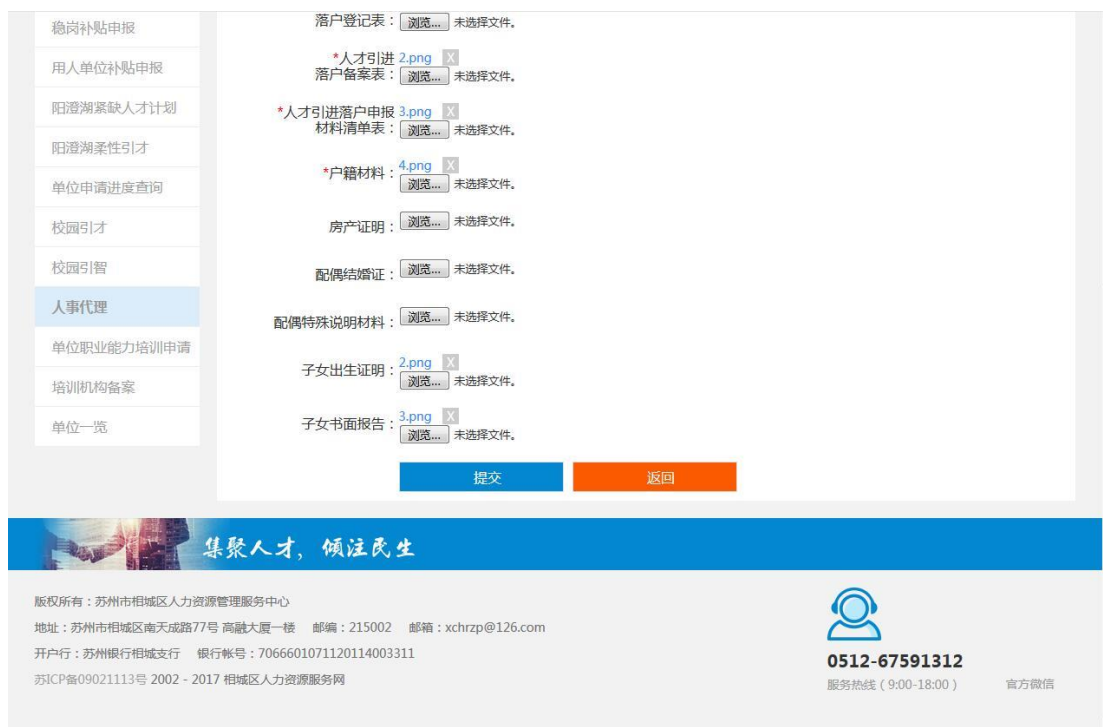 稳岗补贴申报
用人单位补贴申报
阳澄湖紧缺人才计划
阳澄湖柔性引才
单位申请进度查询
校园引才
校园引智
人事代理
单位职业能力培训申请
培训机构备案
单位一览
落户登记表： 浏览... 未选择文件。
*人才引进 2.png X
落户备案表： 浏览... 未选择文件。
*人才引进落户申报 3.png X
材料清单表： 浏览... 未选择文件。
*户籍材料： 4.png X
浏览... 未选择文件。
房产证明： 浏览... 未选择文件。
配偶结婚证： 浏览... 未选择文件。
配偶特殊说明材料： 浏览... 未选择文件。
子女出生证明： 2.png X
浏览... 未选择文件。
子女书面报告： 3.png X
浏览... 未选择文件。
提交 返回
集聚人才, 倾注民生
版权所有：苏州市相城区人力资源管理服务中心
地址：苏州市相城区南天成路77号 高融大厦一楼 邮编：215002 邮箱：xchrzp@126.com
开户行：苏州银行相城支行 银行帐号：7066601071120114003311
苏ICP备09021113号 2002 - 2017 相城区人力资源服务网
0512-67591312
服务热线（9:00-18:00） 官方微信